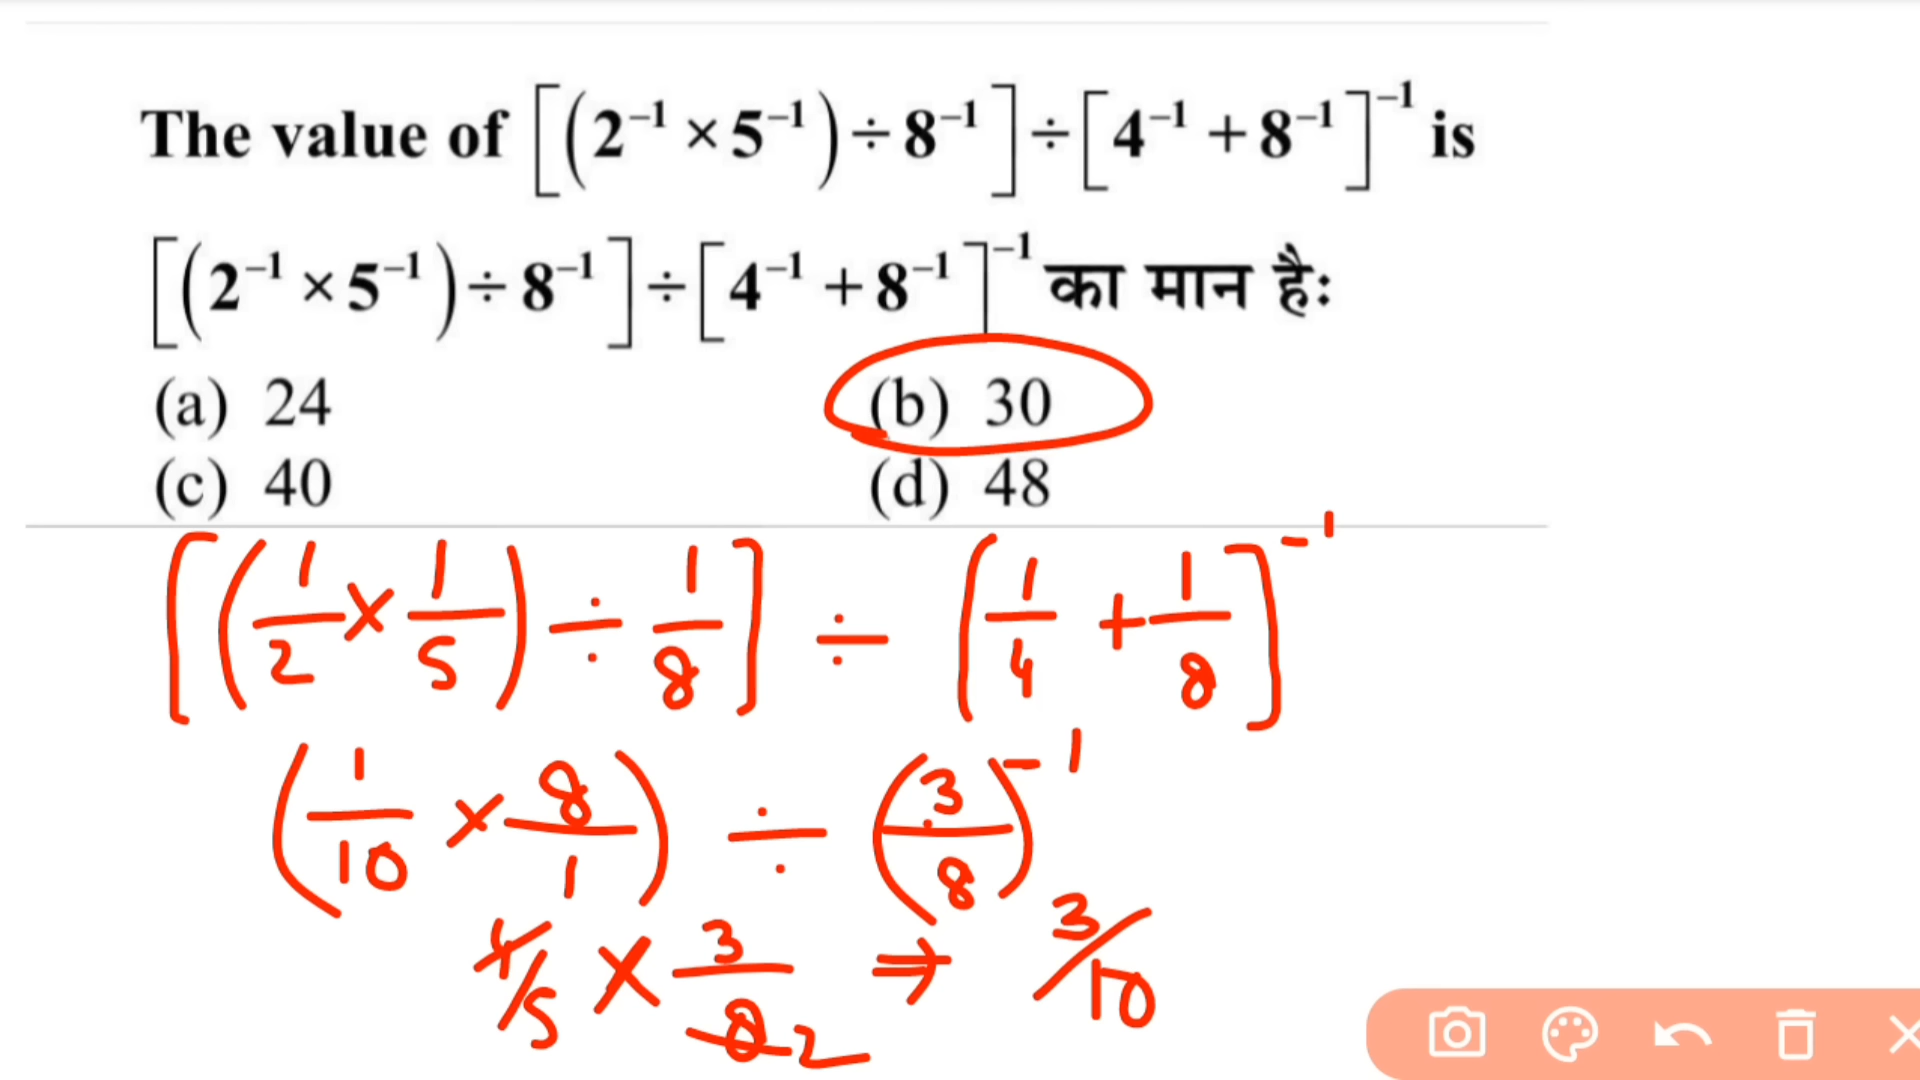 The value of [(2⁻¹ × 5⁻¹) ÷ 8⁻¹] ÷ [4⁻¹ + 8⁻¹]⁻¹ is
[(2⁻¹ × 5⁻¹) ÷ 8⁻¹] ÷ [4⁻¹ + 8⁻¹]⁻¹ का मान है:
(a) 24 (b) 30
(c) 40 (d) 48
[(1/2 × 1/5) ÷ 1/8] ÷ [1/4 + 1/8]⁻¹
(1/10 × 8/1) ÷ (3/8)⁻¹
4/5 × 3/8 2 ⇒ 3/10